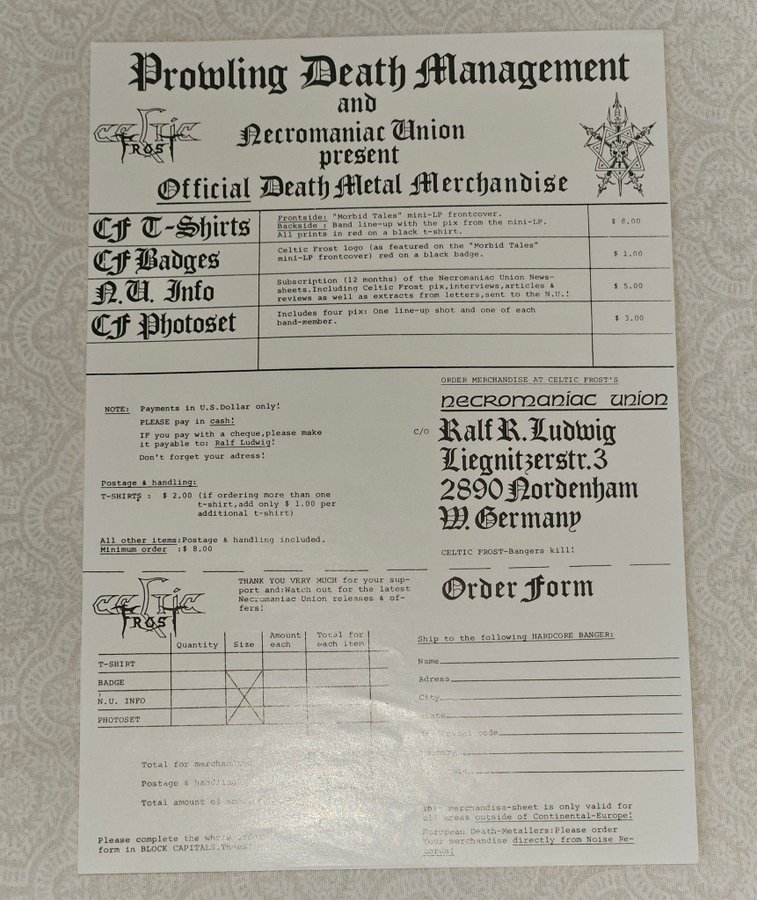 Prowling Death Management
and
Necromaniac Union
present
Official Death Metal Merchandise
CELTIC
FROST
CF T-Shirts
Frontside: "Morbid Tales" mini-LP frontcover.
Backside : Band line-up with the pix from the mini-LP.
All prints in red on a black t-shirt.
$ 8.00
CF Badges
Celtic Frost logo (as featured on the "Morbid Tales"
mini-LP frontcover) red on a black badge.
$ 1.00
N.U. Info
Subscription (12 months) of the Necromaniac Union News-
sheets.Including Celtic Frost pix,interviews,articles &
reviews as well as extracts from letters,sent to the N.U.!
$ 5.00
CF Photoset
Includes four pix: One line-up shot and one of each
band-member.
$ 3.00
NOTE: Payments in U.S.Dollar only!
PLEASE pay in cash!
IF you pay with a cheque,please make
it payable to: Ralf Ludwig!
Don't forget your adress!
Postage & handling:
T-SHIRTS : $ 2.00 (if ordering more than one
t-shirt,add only $ 1.00 per
additional t-shirt)
All other items:Postage & handling included.
Minimum order :$ 8.00
ORDER MERCHANDISE AT CELTIC FROST'S
necromaniac union
c/o Ralf R. Ludwig
Liegnitzerstr. 3
2890 Nordenham
W. Germany
CELTIC FROST-Bangers kill!
CELTIC
FROST
THANK YOU VERY MUCH for your sup-
port and:Watch out for the latest
Necromaniac Union releases & of-
fers!
Order Form
Quantity Size Amount each Total for each item
T-SHIRT
BADGE
N.U. INFO
PHOTOSET
Total for merchandise
Postage & handling
Total amount of
Please complete the whole order
form in BLOCK CAPITALS.
Ship to the following HARDCORE BANGER:
Name
Adress
City
State
code
Country
This merchandise-sheet is only valid for
all areas outside of Continental-Europe!
European Death-Metallers:Please order
Your merchandise directly from Noise Re-
cords!